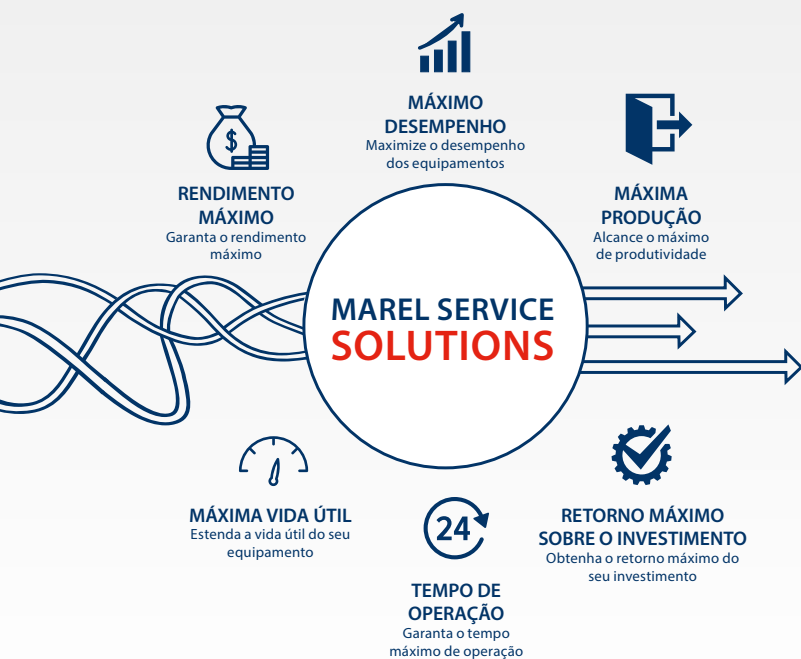 MÁXIMO
DESEMPENHO
Maximize o desempenho
dos equipamentos
$
RENDIMENTO
MÁXIMO
Garanta o rendimento
máximo
MÁXIMA
PRODUÇÃO
Alcance o máximo
de produtividade
MAREL SERVICE
SOLUTIONS
MÁXIMA VIDA ÚTIL
Estenda a vida útil do seu
equipamento
24
TEMPO DE
OPERAÇÃO
Garanta o tempo
máximo de operação
RETORNO MÁXIMO
SOBRE O INVESTIMENTO
Obtenha o retorno máximo do
seu investimento